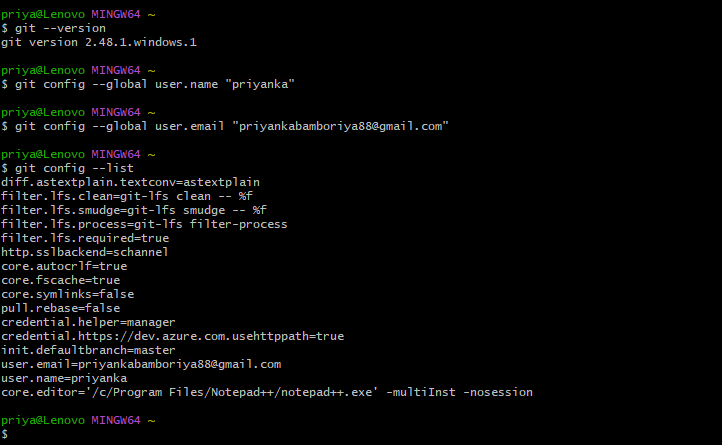 priya@Lenovo MINGW64 ~
$ git --version
git version 2.48.1.windows.1
priya@Lenovo MINGW64 ~
$ git config --global user.name "priyanka"
priya@Lenovo MINGW64 ~
$ git config --global user.email "priyankabamboriya88@gmail.com"
priya@Lenovo MINGW64 ~
$ git config --list
diff.astextplain.textconv=astextplain
filter.lfs.clean=git-lfs clean -- %f
filter.lfs.smudge=git-lfs smudge -- %f
filter.lfs.process=git-lfs filter-process
filter.lfs.required=true
http.sslbackend=schannel
core.autocrlf=true
core.fscache=true
core.symlinks=false
pull.rebase=false
credential.helper=manager
credential.https://dev.azure.com.usehttppath=true
init.defaultbranch=master
user.email=priyankabamboriya88@gmail.com
user.name=priyanka
core.editor='/c/Program Files/Notepad++/notepad++.exe' -multiInst -nosession
priya@Lenovo MINGW64 ~
$